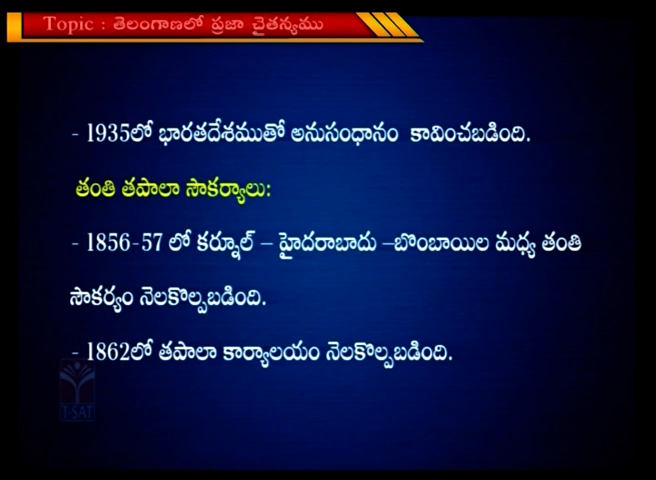 Topic : తెలంగాణలో ప్రజా చైతన్యము
- 1935లో భారతదేశముతో అనుసంధానం కావించబడింది.
తంతి తపాలా సౌకర్యాలు:
- 1856-57 లో కర్నూల్ – హైదరాబాదు –బొంబాయిల మధ్య తంతి
సౌకర్యం నెలకొల్పబడింది.
- 1862లో తపాలా కార్యాలయం నెలకొల్పబడింది.
T-SAT